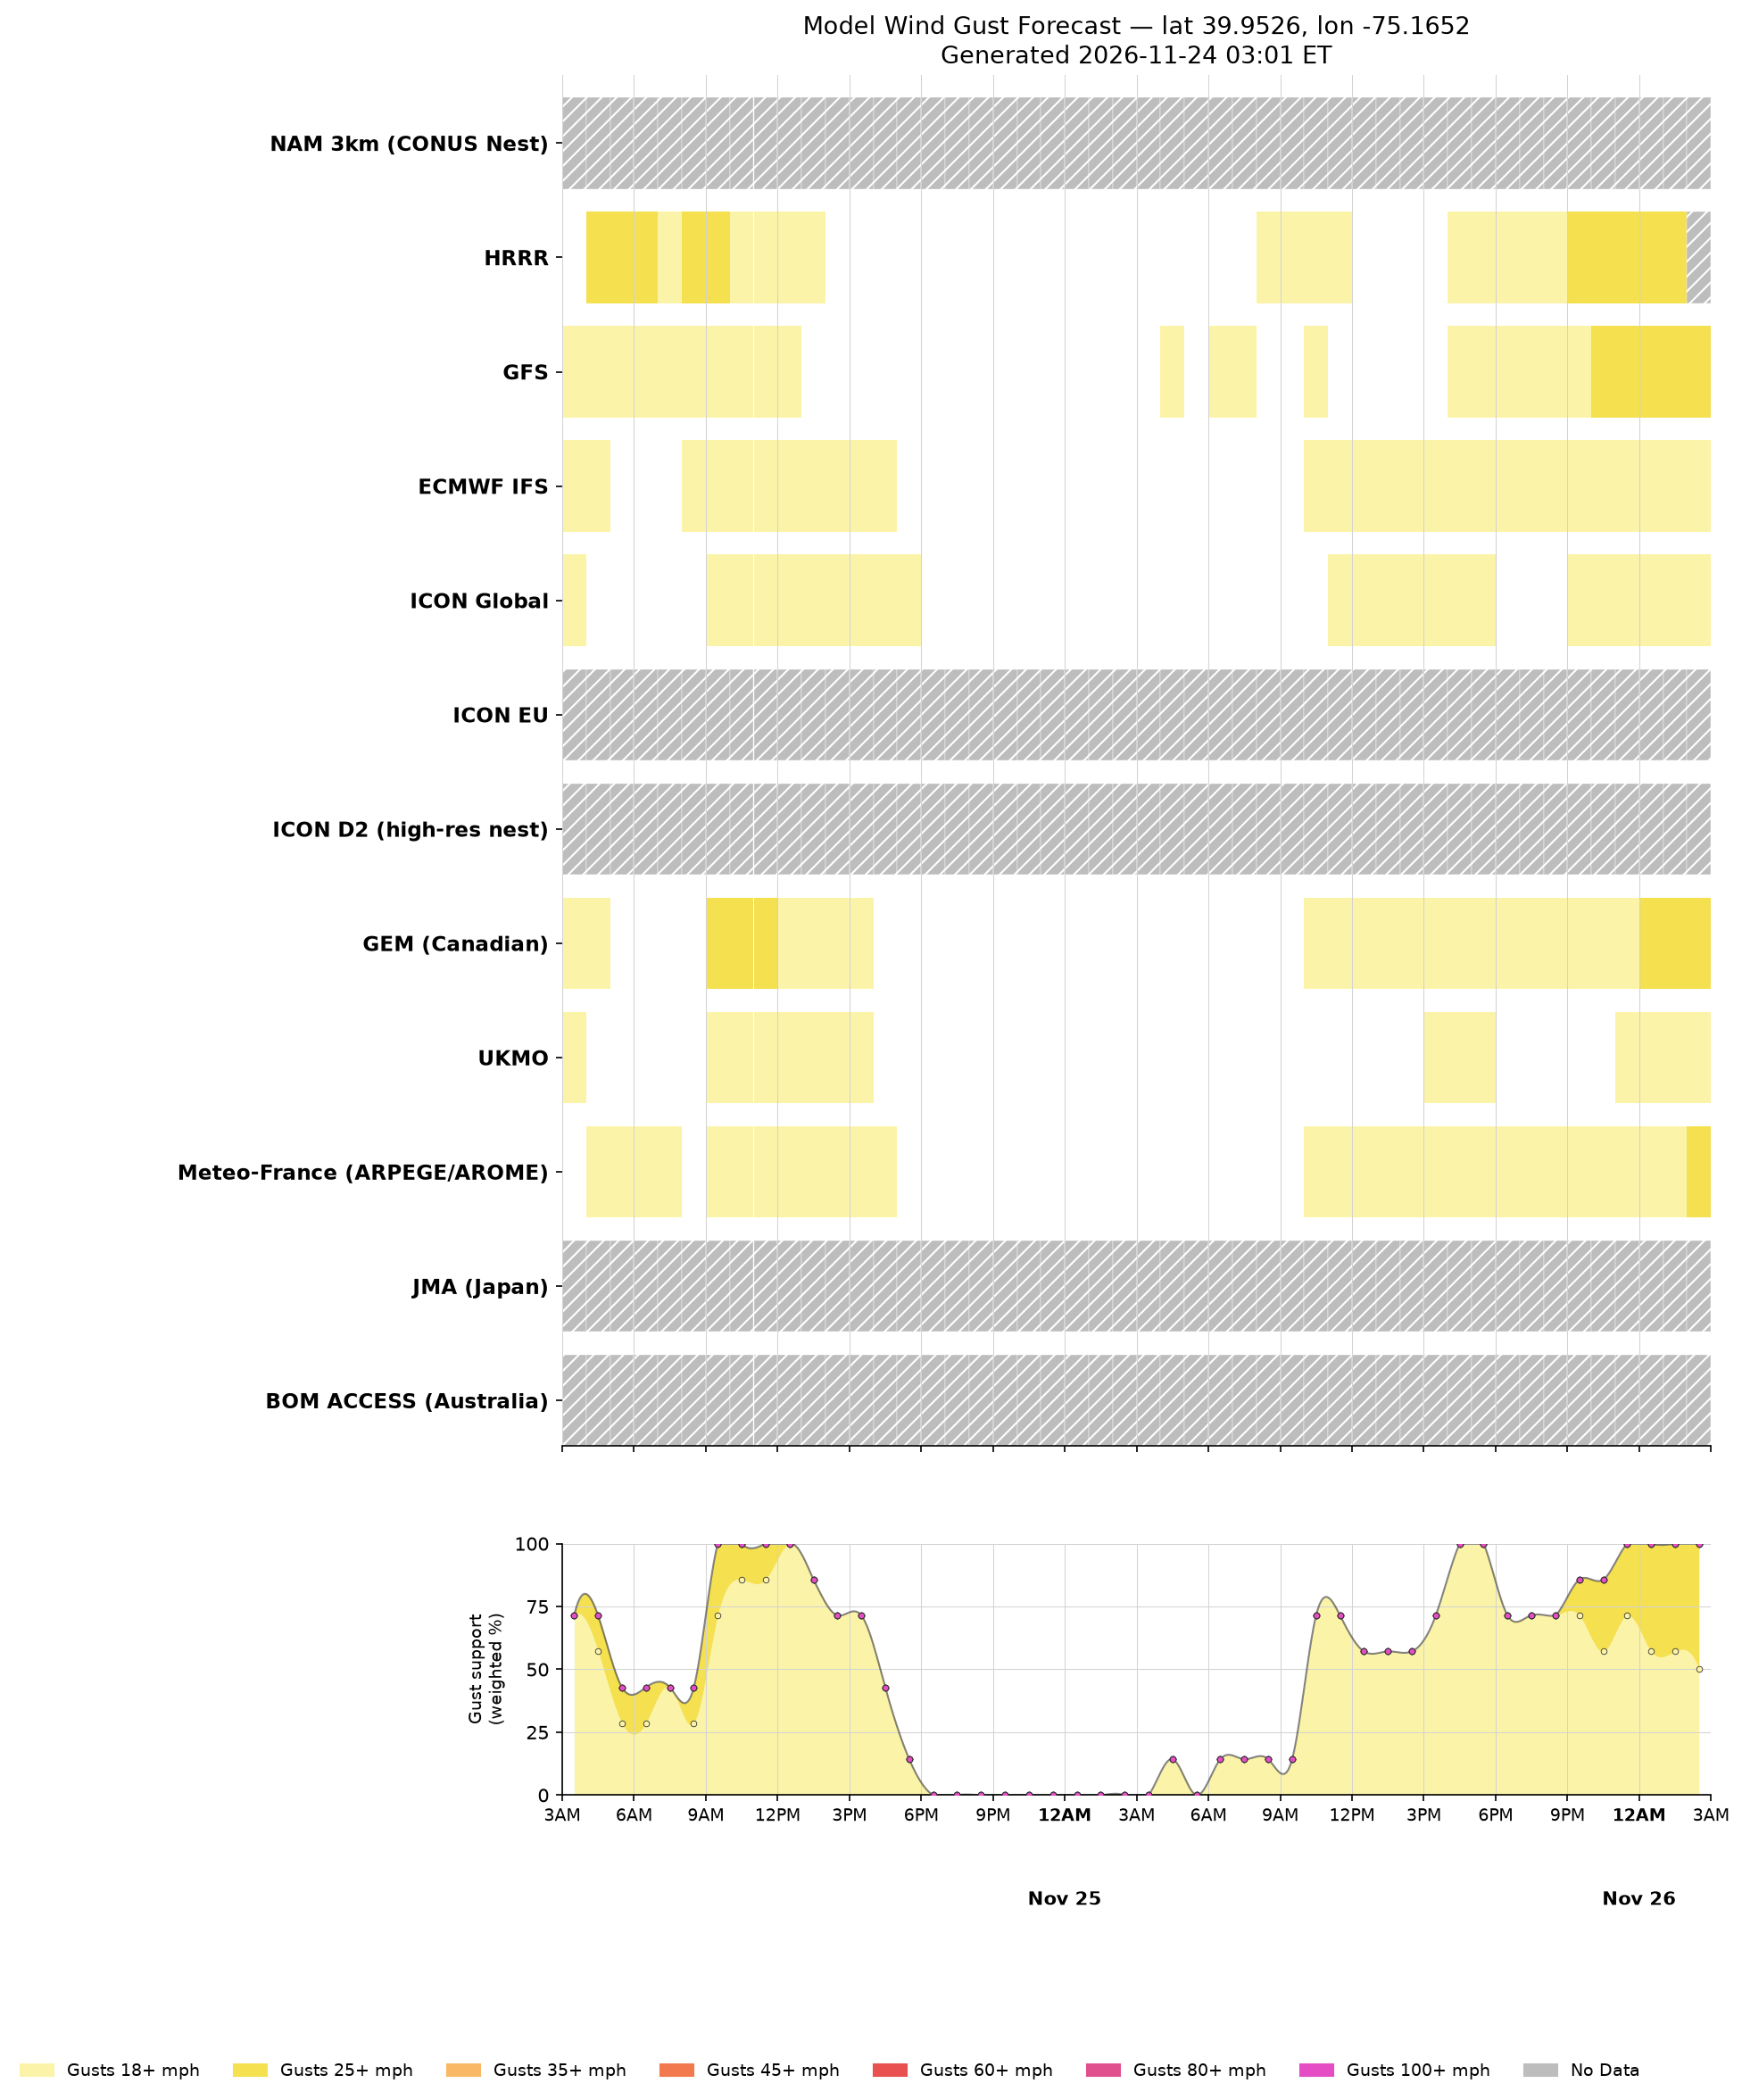 Model Wind Gust Forecast — lat 39.9526, lon -75.1652
Generated 2026-11-24 03:01 ET
NAM 3km (CONUS Nest)
HRRR
GFS
ECMWF IFS
ICON Global
ICON EU
ICON D2 (high-res nest)
GEM (Canadian)
UKMO
Meteo-France (ARPEGE/AROME)
JMA (Japan)
BOM ACCESS (Australia)
Gust support
(weighted %)
100
75
50
25
0
3AM 6AM 9AM 12PM 3PM 6PM 9PM 12AM 3AM 6AM 9AM 12PM 3PM 6PM 9PM 12AM 3AM
Nov 25 Nov 26
Gusts 18+ mph Gusts 25+ mph Gusts 35+ mph Gusts 45+ mph Gusts 60+ mph Gusts 80+ mph Gusts 100+ mph No Data